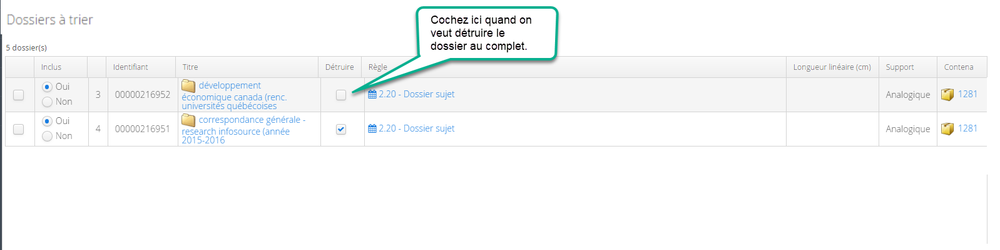 Dossiers à trier
Cochez ici quand on
veut détruire le
dossier au complet.
5 dossier(s)
Inclus Identifiant Titre Détruire Règle Longueur linéaire (cm) Support Contena
Oui
Non
3 00000216952
développement
économique canada (renc.
universités québécoises
2.20 - Dossier sujet
Analogique
1281
Oui
Non
4 00000216951
correspondance générale -
research infosource (année
2015-2016
2.20 - Dossier sujet
Analogique
1281